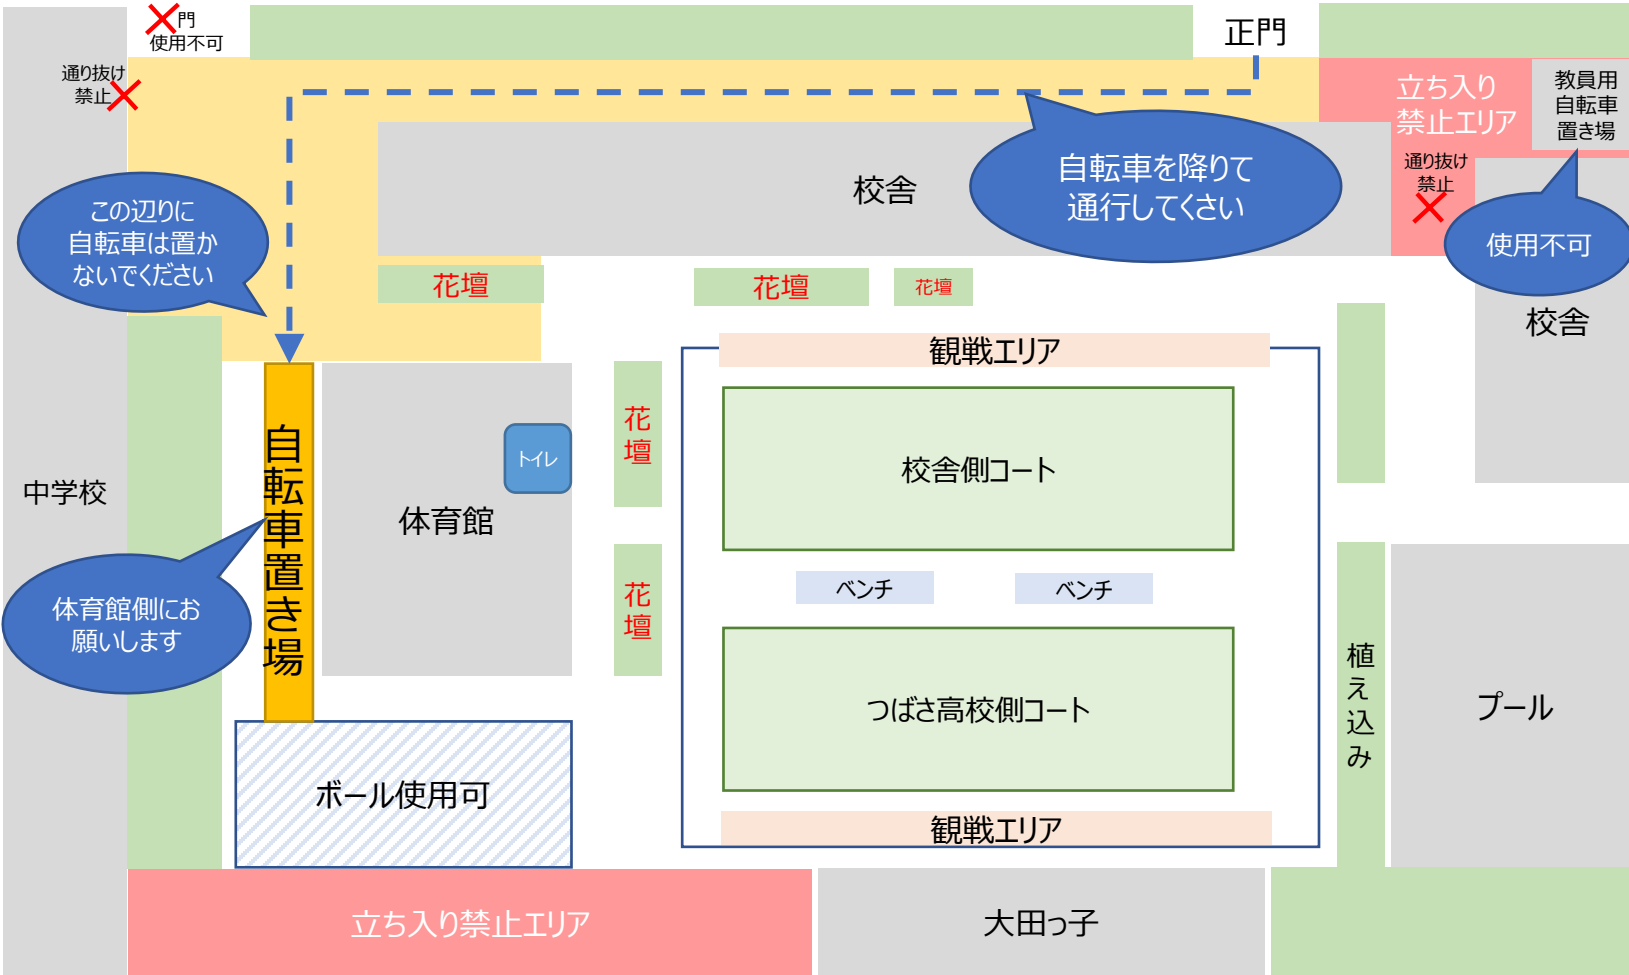 門
使用不可
正門
通り抜け
禁止
立ち入り
禁止エリア
教員用
自転車
置き場
自転車を降りて
通行してくさい
校舎
通り抜け
禁止
この辺りに
自転車は置か
ないでください
使用不可
花壇
花壇
花壇
校舎
観戦エリア
自転車置き場
トイレ
花壇
校舎側コート
中学校
体育館
ベンチ
ベンチ
体育館側にお
願いします
花壇
植え込み
つばさ高校側コート
プール
ボール使用可
観戦エリア
立ち入り禁止エリア
大田っ子